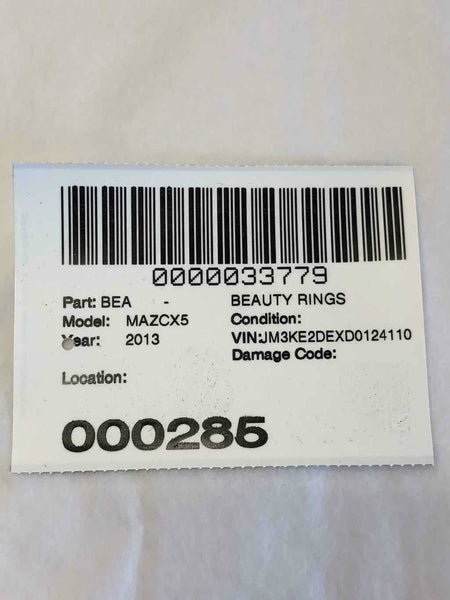 0000033779
Part: BEA - BEAUTY RINGS
Model: MAZCX5 Condition:
Year: 2013 VIN:JM3KE2DEXD0124110
Damage Code:
Location:
000285